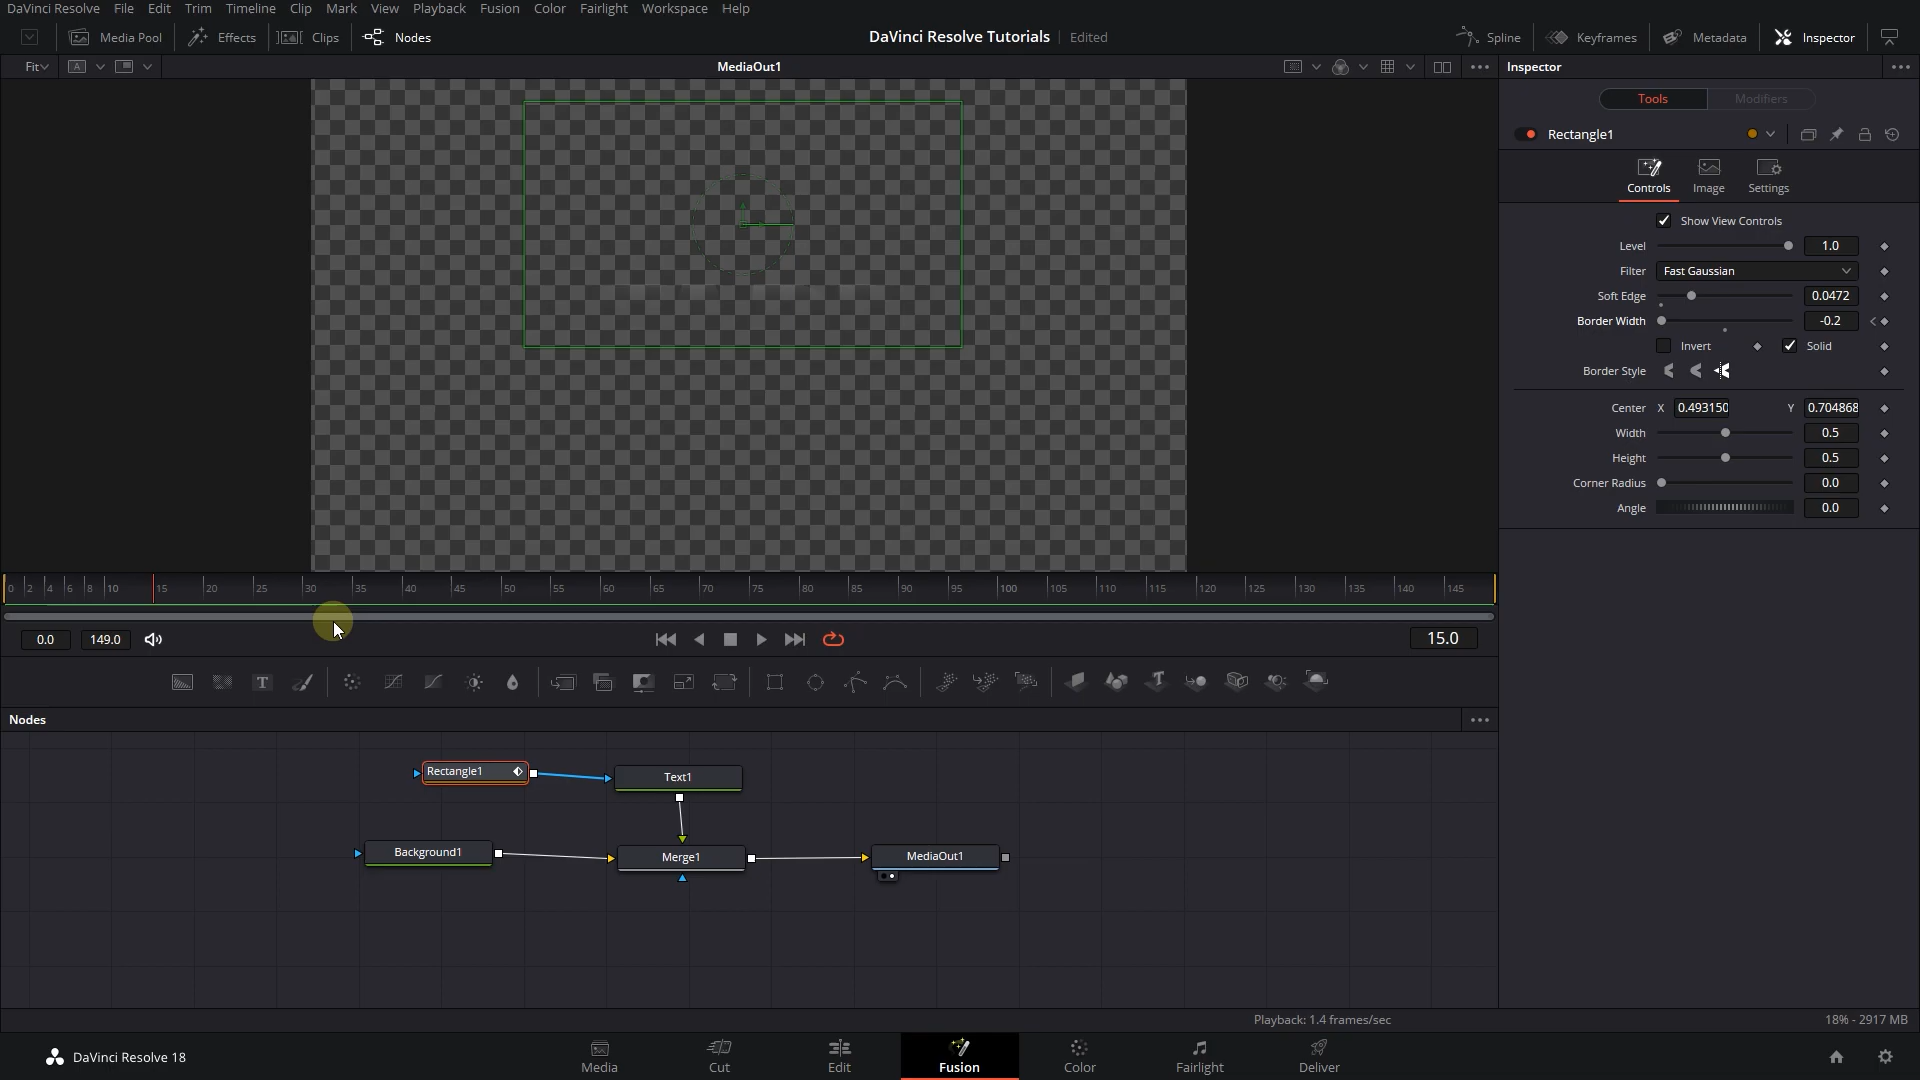 DaVinci Resolve File Edit Trim Timeline Clip Mark View Playback Fusion Color Fairlight Workspace Help
Media Pool Effects Clips Nodes DaVinci Resolve Tutorials Edited Spline Keyframes Metadata Inspector
Fit A MediaOut1 Inspector
Tools Modifiers
Rectangle1
Controls Image Settings
Show View Controls
Level 1.0
Filter Fast Gaussian
Soft Edge 0.0472
Border Width -0.2
Invert Solid
Border Style
Center X 0.493150 Y 0.704868
Width 0.5
Height 0.5
Corner Radius 0.0
Angle 0.0
0 2 4 6 8 10 15 20 25 30 35 40 45 50 55 60 65 70 75 80 85 90 95 100 105 110 115 120 125 130 135 140 145
0.0 149.0 15.0
T
Nodes
Rectangle1 Text1
Background1 Merge1 MediaOut1
Playback: 1.4 frames/sec 18% - 2917 MB
DaVinci Resolve 18 Media Cut Edit Fusion Color Fairlight Deliver